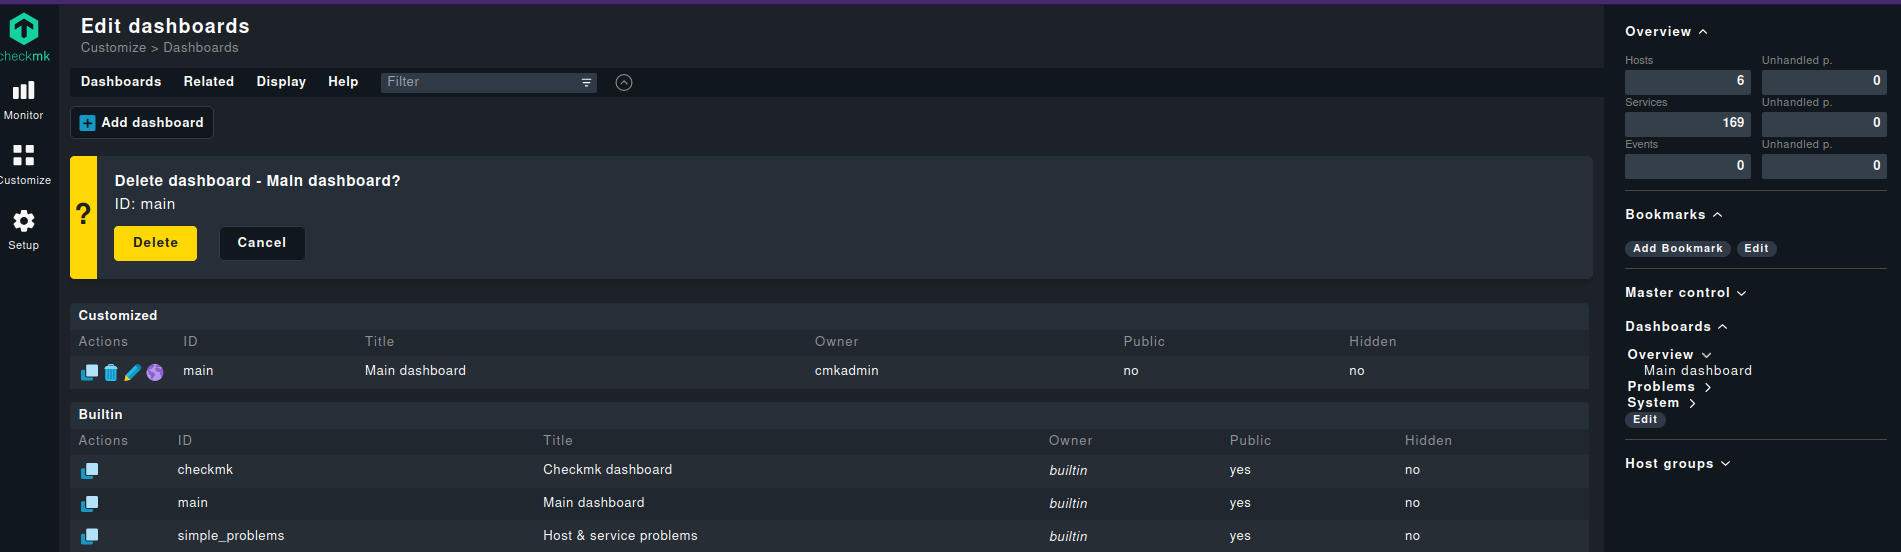 Edit dashboards
Customize > Dashboards
checkmk
Monitor
Customize
Setup
Dashboards Related Display Help Filter
Add dashboard
?
Delete dashboard - Main dashboard?
ID: main
Delete Cancel
Customized
Actions ID Title Owner Public Hidden
main Main dashboard cmkadmin no no
Builtin
Actions ID Title Owner Public Hidden
checkmk Checkmk dashboard builtin yes no
main Main dashboard builtin yes no
simple_problems Host & service problems builtin yes no
Overview
Hosts Unhandled p.
6 0
Services Unhandled p.
169 0
Events Unhandled p.
0 0
Bookmarks
Add Bookmark Edit
Master control
Dashboards
Overview
Main dashboard
Problems
System
Edit
Host groups